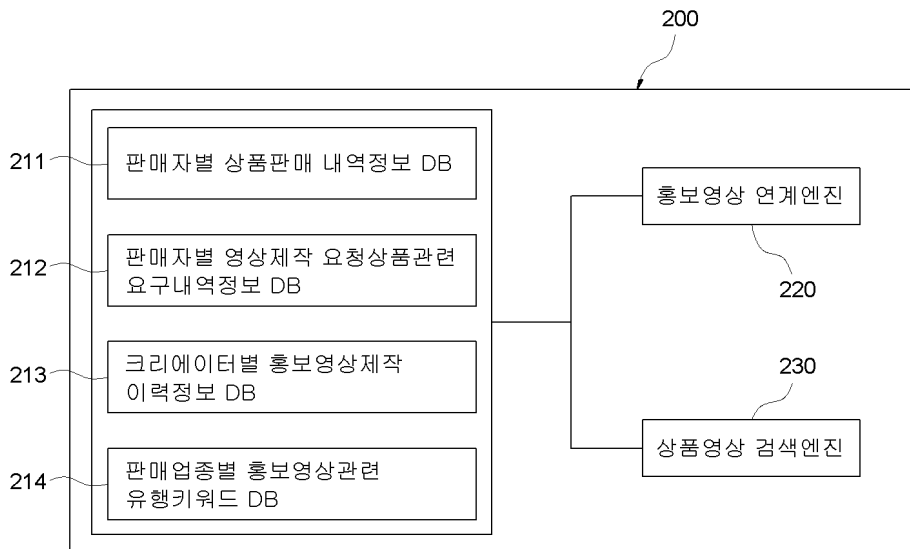 200
211
판매자별 상품판매 내역정보 DB
212
판매자별 영상제작 요청상품관련
요구내역정보 DB
213
크리에이터별 홍보영상제작
이력정보 DB
214
판매업종별 홍보영상관련
유행키워드 DB
홍보영상 연계엔진
220
230
상품영상 검색엔진